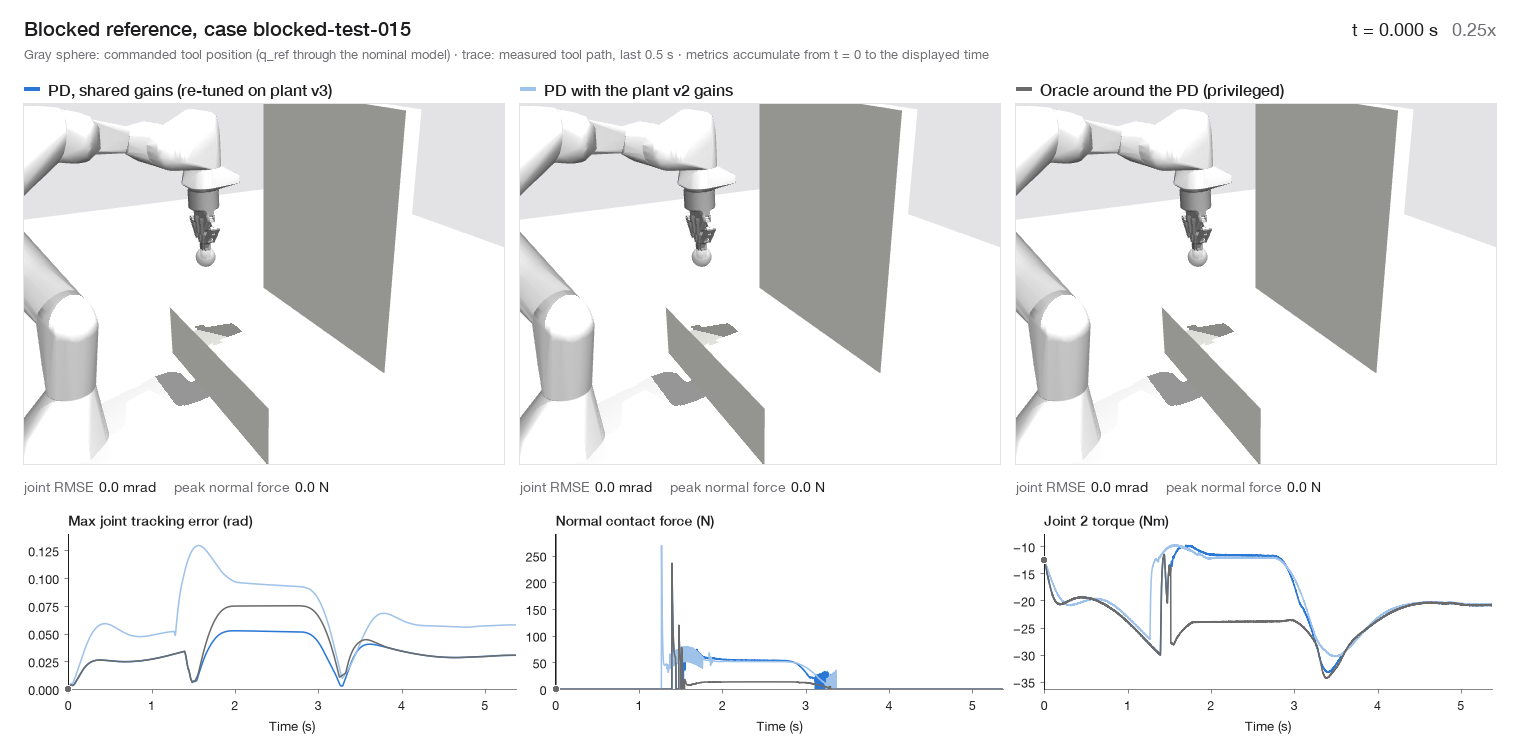 Blocked reference, case blocked-test-015
t = 0.000 s 0.25x
Gray sphere: commanded tool position (q_ref through the nominal model) · trace: measured tool path, last 0.5 s · metrics accumulate from t = 0 to the displayed time
PD, shared gains (re-tuned on plant v3)
PD with the plant v2 gains
Oracle around the PD (privileged)
joint RMSE 0.0 mrad peak normal force 0.0 N
joint RMSE 0.0 mrad peak normal force 0.0 N
joint RMSE 0.0 mrad peak normal force 0.0 N
Max joint tracking error (rad)
0.125
0.100
0.075
0.050
0.025
0.000
0 1 2 3 4 5
Time (s)
Normal contact force (N)
250
200
150
100
50
0
0 1 2 3 4 5
Time (s)
Joint 2 torque (Nm)
−10
−15
−20
−25
−30
−35
0 1 2 3 4 5
Time (s)